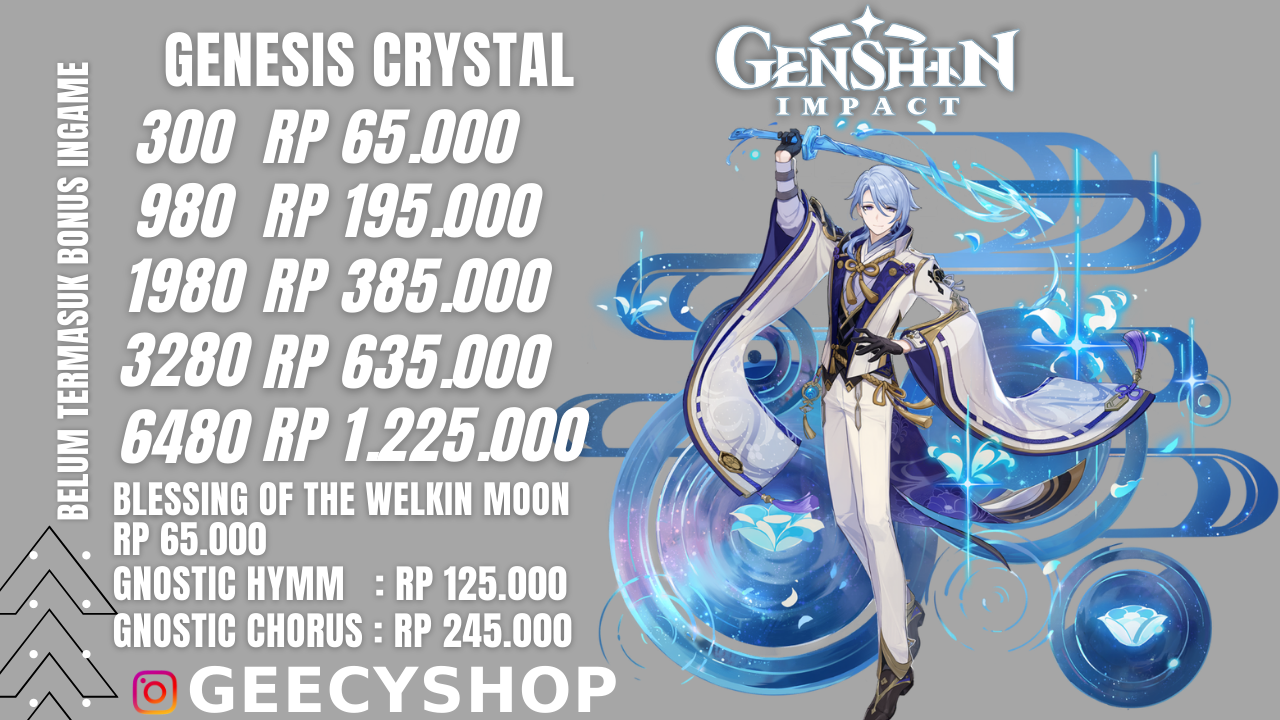 GENESIS CRYSTAL
300 RP 65.000
980 RP 195.000
1980 RP 385.000
3280 RP 635.000
6480 RP 1.225.000
BLESSING OF THE WELKIN MOON
RP 65.000
GNOSTIC HYMM : RP 125.000
GNOSTIC CHORUS : RP 245.000
GEECYSHOP
BELUM TERMASUK BONUS INGAME
GENSHIN
IMPACT